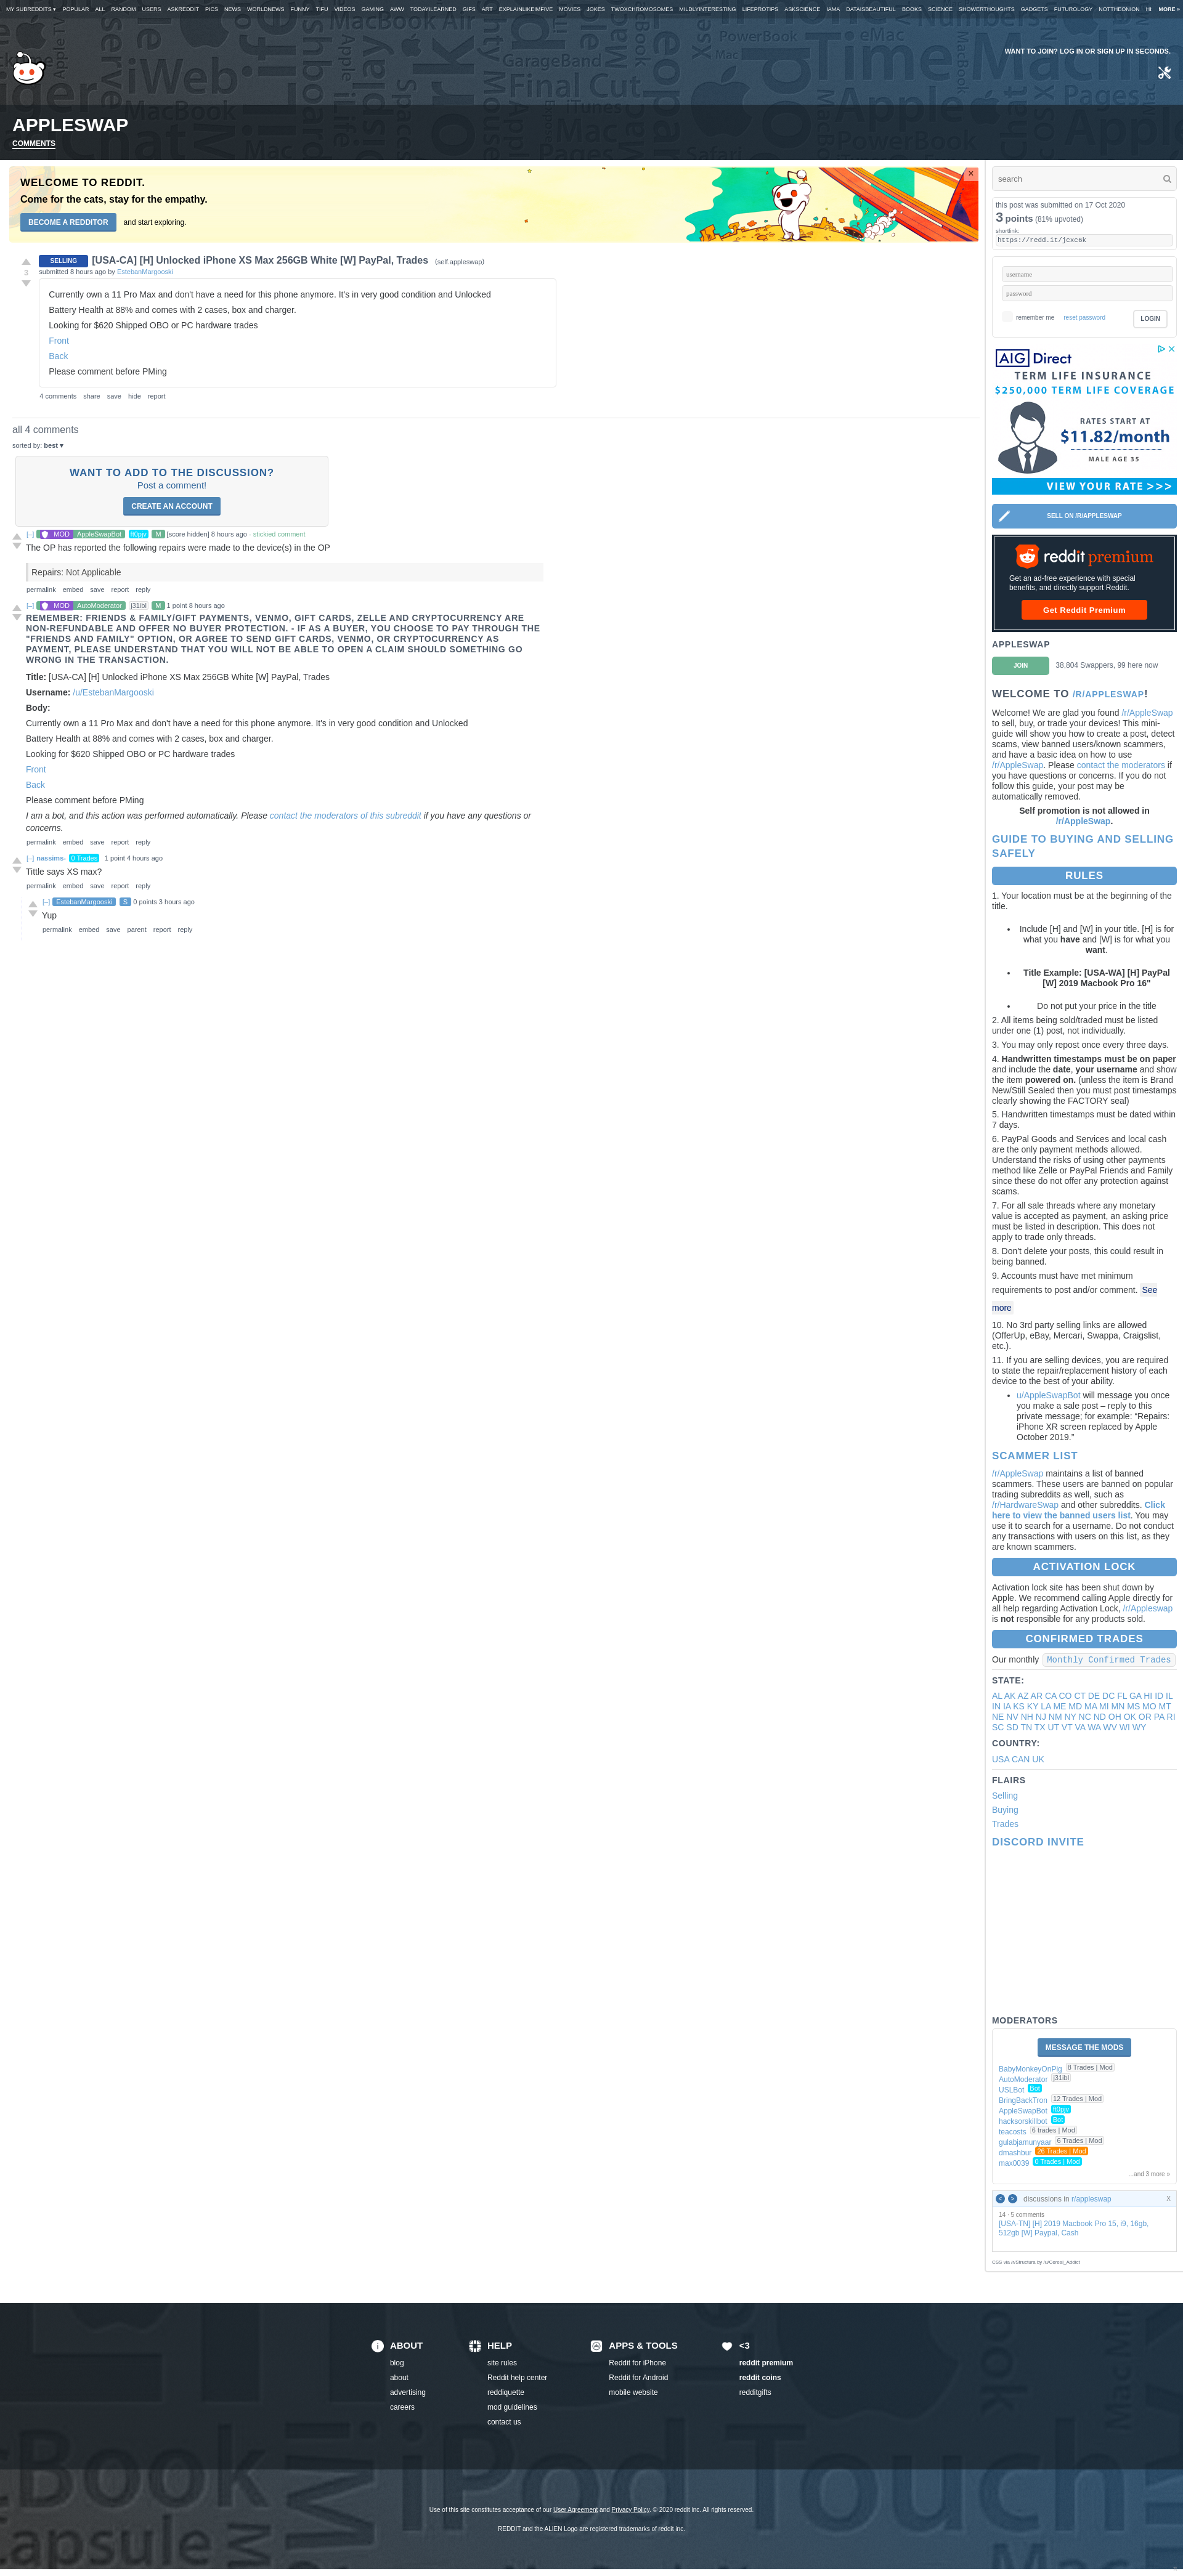 MY SUBREDDITS ▾ POPULAR ALL RANDOM USERS ASKREDDIT PICS NEWS WORLDNEWS FUNNY TIFU VIDEOS GAMING AWW TODAYILEARNED GIFS ART EXPLAINLIKEIMFIVE MOVIES JOKES TWOXCHROMOSOMES MILDLYINTERESTING LIFEPROTIPS ASKSCIENCE IAMA DATAISBEAUTIFUL BOOKS SCIENCE SHOWERTHOUGHTS GADGETS FUTUROLOGY NOTTHEONION HI MORE »
WANT TO JOIN? LOG IN OR SIGN UP IN SECONDS.
APPLESWAP
COMMENTS
WELCOME TO REDDIT.
Come for the cats, stay for the empathy.
BECOME A REDDITOR and start exploring.
×
3
SELLING [USA-CA] [H] Unlocked iPhone XS Max 256GB White [W] PayPal, Trades (self.appleswap)
submitted 8 hours ago by EstebanMargooski
Currently own a 11 Pro Max and don't have a need for this phone anymore. It's in very good condition and Unlocked
Battery Health at 88% and comes with 2 cases, box and charger.
Looking for $620 Shipped OBO or PC hardware trades
Front
Back
Please comment before PMing
4 comments share save hide report
all 4 comments
sorted by: best ▾
WANT TO ADD TO THE DISCUSSION?
Post a comment!
CREATE AN ACCOUNT
[–] MOD AppleSwapBot ft0pjv M [score hidden] 8 hours ago - stickied comment
The OP has reported the following repairs were made to the device(s) in the OP
Repairs: Not Applicable
permalink embed save report reply
[–] MOD AutoModerator j31ibl M 1 point 8 hours ago
REMEMBER: FRIENDS & FAMILY/GIFT PAYMENTS, VENMO, GIFT CARDS, ZELLE AND CRYPTOCURRENCY ARE
NON-REFUNDABLE AND OFFER NO BUYER PROTECTION. - IF AS A BUYER, YOU CHOOSE TO PAY THROUGH THE
"FRIENDS AND FAMILY" OPTION, OR AGREE TO SEND GIFT CARDS, VENMO, OR CRYPTOCURRENCY AS
PAYMENT, PLEASE UNDERSTAND THAT YOU WILL NOT BE ABLE TO OPEN A CLAIM SHOULD SOMETHING GO
WRONG IN THE TRANSACTION.
Title: [USA-CA] [H] Unlocked iPhone XS Max 256GB White [W] PayPal, Trades
Username: /u/EstebanMargooski
Body:
Currently own a 11 Pro Max and don't have a need for this phone anymore. It's in very good condition and Unlocked
Battery Health at 88% and comes with 2 cases, box and charger.
Looking for $620 Shipped OBO or PC hardware trades
Front
Back
Please comment before PMing
I am a bot, and this action was performed automatically. Please contact the moderators of this subreddit if you have any questions or
concerns.
permalink embed save report reply
[–] nassims- 0 Trades 1 point 4 hours ago
Tittle says XS max?
permalink embed save report reply
[–] EstebanMargooski S 0 points 3 hours ago
Yup
permalink embed save parent report reply
search
this post was submitted on 17 Oct 2020
3 points (81% upvoted)
shortlink:
https://redd.it/jcxc6k
username
password
remember me reset password LOGIN
AIG Direct
TERM LIFE INSURANCE
$250,000 TERM LIFE COVERAGE
RATES START AT
$11.82/month
MALE AGE 35
VIEW YOUR RATE >>>
SELL ON /R/APPLESWAP
reddit premium
Get an ad-free experience with special
benefits, and directly support Reddit.
Get Reddit Premium
APPLESWAP
JOIN 38,804 Swappers, 99 here now
WELCOME TO /R/APPLESWAP!
Welcome! We are glad you found /r/AppleSwap
to sell, buy, or trade your devices! This mini-
guide will show you how to create a post, detect
scams, view banned users/known scammers,
and have a basic idea on how to use
/r/AppleSwap. Please contact the moderators if
you have questions or concerns. If you do not
follow this guide, your post may be
automatically removed.
Self promotion is not allowed in
/r/AppleSwap.
GUIDE TO BUYING AND SELLING
SAFELY
RULES
1. Your location must be at the beginning of the
title.
• Include [H] and [W] in your title. [H] is for
what you have and [W] is for what you
want.
• Title Example: [USA-WA] [H] PayPal
[W] 2019 Macbook Pro 16"
• Do not put your price in the title
2. All items being sold/traded must be listed
under one (1) post, not individually.
3. You may only repost once every three days.
4. Handwritten timestamps must be on paper
and include the date, your username and show
the item powered on. (unless the item is Brand
New/Still Sealed then you must post timestamps
clearly showing the FACTORY seal)
5. Handwritten timestamps must be dated within
7 days.
6. PayPal Goods and Services and local cash
are the only payment methods allowed.
Understand the risks of using other payments
method like Zelle or PayPal Friends and Family
since these do not offer any protection against
scams.
7. For all sale threads where any monetary
value is accepted as payment, an asking price
must be listed in description. This does not
apply to trade only threads.
8. Don't delete your posts, this could result in
being banned.
9. Accounts must have met minimum
requirements to post and/or comment. See
more
10. No 3rd party selling links are allowed
(OfferUp, eBay, Mercari, Swappa, Craigslist,
etc.).
11. If you are selling devices, you are required
to state the repair/replacement history of each
device to the best of your ability.
• u/AppleSwapBot will message you once
you make a sale post – reply to this
private message; for example: "Repairs:
iPhone XR screen replaced by Apple
October 2019."
SCAMMER LIST
/r/AppleSwap maintains a list of banned
scammers. These users are banned on popular
trading subreddits as well, such as
/r/HardwareSwap and other subreddits. Click
here to view the banned users list. You may
use it to search for a username. Do not conduct
any transactions with users on this list, as they
are known scammers.
ACTIVATION LOCK
Activation lock site has been shut down by
Apple. We recommend calling Apple directly for
all help regarding Activation Lock, /r/Appleswap
is not responsible for any products sold.
CONFIRMED TRADES
Our monthly Monthly Confirmed Trades
STATE:
AL AK AZ AR CA CO CT DE DC FL GA HI ID IL
IN IA KS KY LA ME MD MA MI MN MS MO MT
NE NV NH NJ NM NY NC ND OH OK OR PA RI
SC SD TN TX UT VT VA WA WV WI WY
COUNTRY:
USA CAN UK
FLAIRS
Selling
Buying
Trades
DISCORD INVITE
MODERATORS
MESSAGE THE MODS
BabyMonkeyOnPig 8 Trades | Mod
AutoModerator j31ibl
USLBot Bot
BringBackTron 12 Trades | Mod
AppleSwapBot ft0pjv
hacksorskillbot Bot
teacosts 6 trades | Mod
gulabjamunyaar 6 Trades | Mod
dmashbur 26 Trades | Mod
max0039 0 Trades | Mod
...and 3 more »
< > discussions in r/appleswap X
14 · 5 comments
[USA-TN] [H] 2019 Macbook Pro 15, i9, 16gb,
512gb [W] Paypal, Cash
CSS via r/Structura by /u/Cereal_Addict
ABOUT
blog
about
advertising
careers
HELP
site rules
Reddit help center
reddiquette
mod guidelines
contact us
APPS & TOOLS
Reddit for iPhone
Reddit for Android
mobile website
<3
reddit premium
reddit coins
redditgifts
Use of this site constitutes acceptance of our User Agreement and Privacy Policy. © 2020 reddit inc. All rights reserved.
REDDIT and the ALIEN Logo are registered trademarks of reddit inc.